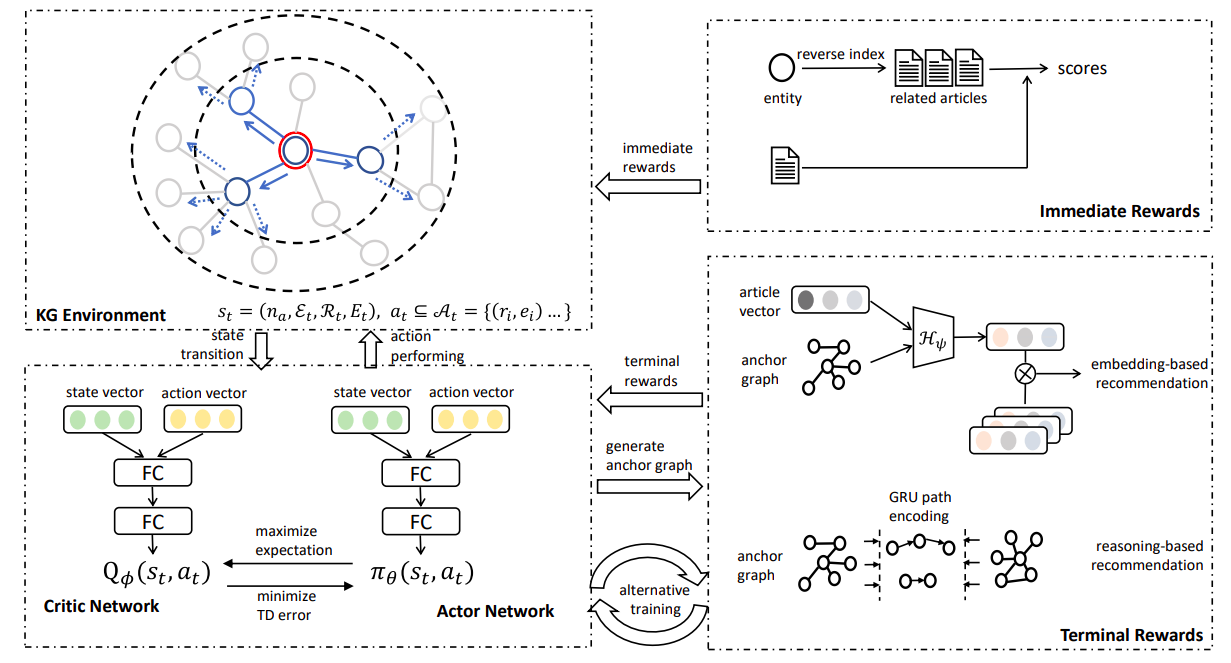 KG Environment
$s_t = (n_a, \mathcal{E}_t, \mathcal{R}_t, E_t),\ a_t \subseteq \mathcal{A}_t = \{(r_i, e_i) \ldots\}$
immediate
rewards
reverse index
entity
related articles
scores
Immediate Rewards
state
transition
action
performing
state vector
action vector
FC
FC
$Q_\phi(s_t, a_t)$
Critic Network
maximize
expectation
minimize
TD error
state vector
action vector
FC
FC
$\pi_\theta(s_t, a_t)$
Actor Network
terminal
rewards
generate
anchor graph
alternative
training
article
vector
anchor
graph
$\mathcal{H}_\psi$
embedding-based
recommendation
GRU path
encoding
anchor
graph
reasoning-based
recommendation
Terminal Rewards